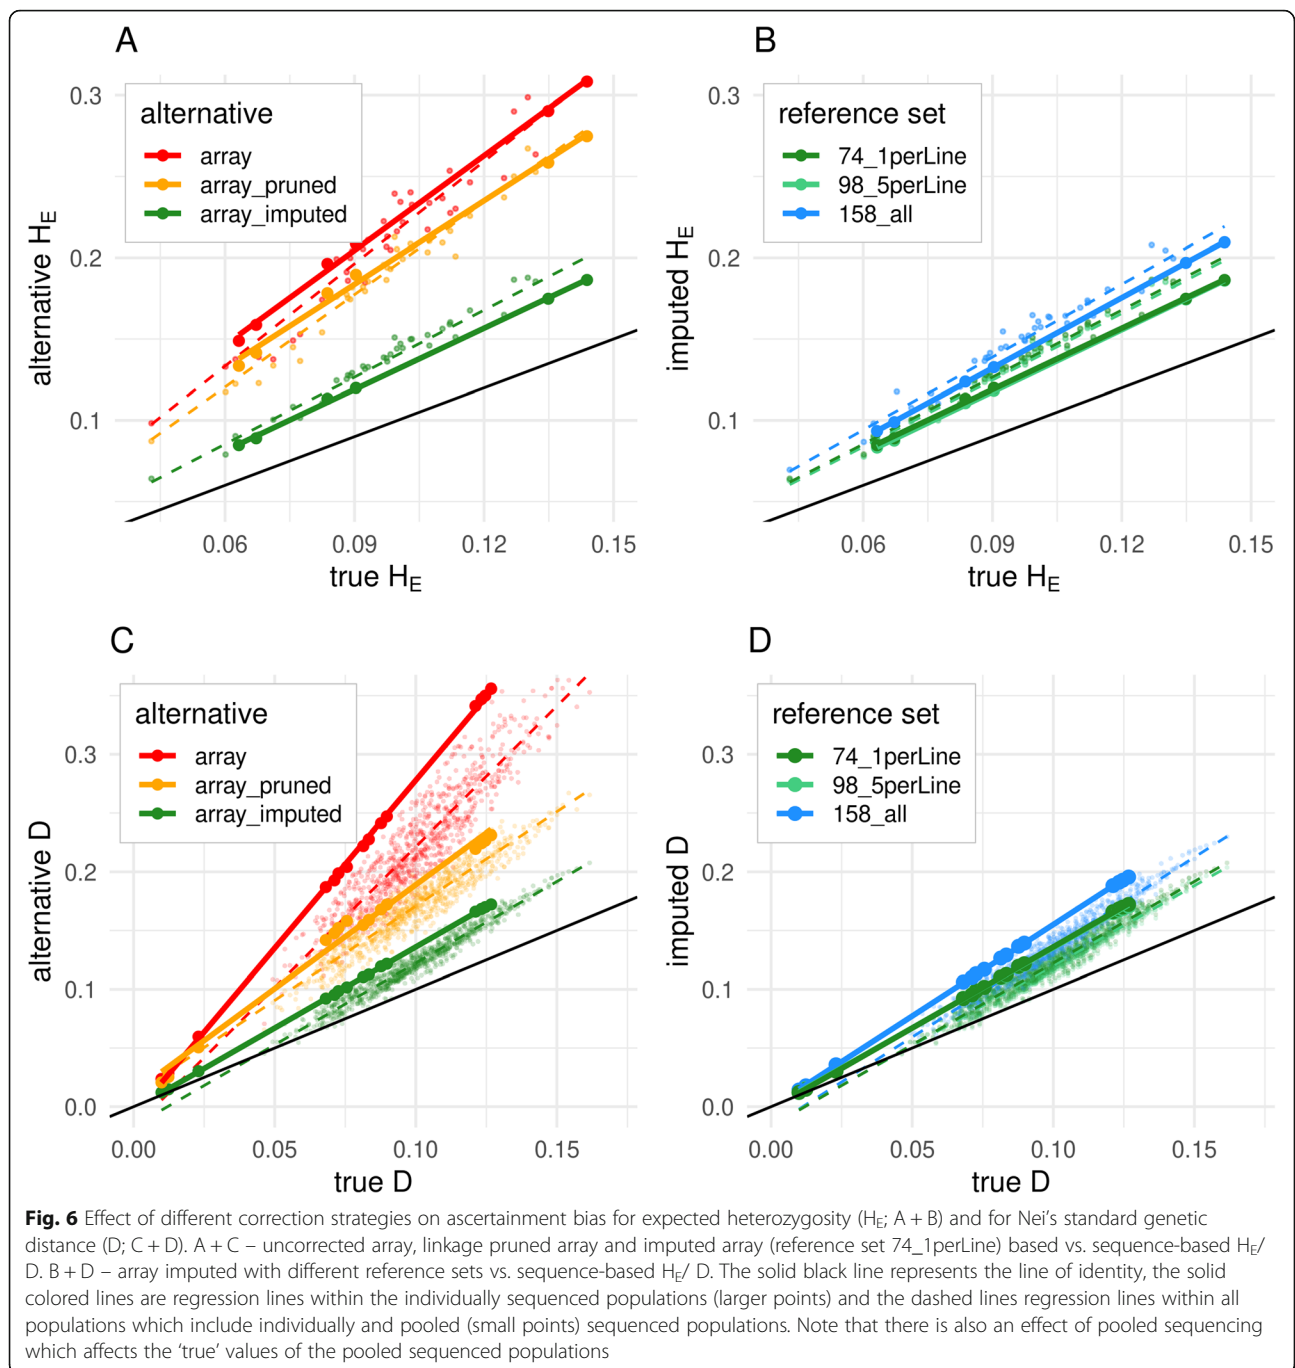 A
B
0.3
0.2
0.1
alternative H_E
alternative
array
array_pruned
array_imputed
0.06
0.09
0.12
0.15
true H_E
0.3
0.2
0.1
imputed H_E
reference set
74_1perLine
98_5perLine
158_all
0.06
0.09
0.12
0.15
true H_E
C
D
0.3
0.2
0.1
0.0
alternative D
alternative
array
array_pruned
array_imputed
0.00
0.05
0.10
0.15
true D
0.3
0.2
0.1
0.0
imputed D
reference set
74_1perLine
98_5perLine
158_all
0.00
0.05
0.10
0.15
true D
Fig. 6 Effect of different correction strategies on ascertainment bias for expected heterozygosity (H_E; A + B) and for Nei's standard genetic
distance (D; C + D). A + C – uncorrected array, linkage pruned array and imputed array (reference set 74_1perLine) based vs. sequence-based H_E/
D. B + D – array imputed with different reference sets vs. sequence-based H_E/ D. The solid black line represents the line of identity, the solid
colored lines are regression lines within the individually sequenced populations (larger points) and the dashed lines regression lines within all
populations which include individually and pooled (small points) sequenced populations. Note that there is also an effect of pooled sequencing
which affects the 'true' values of the pooled sequenced populations